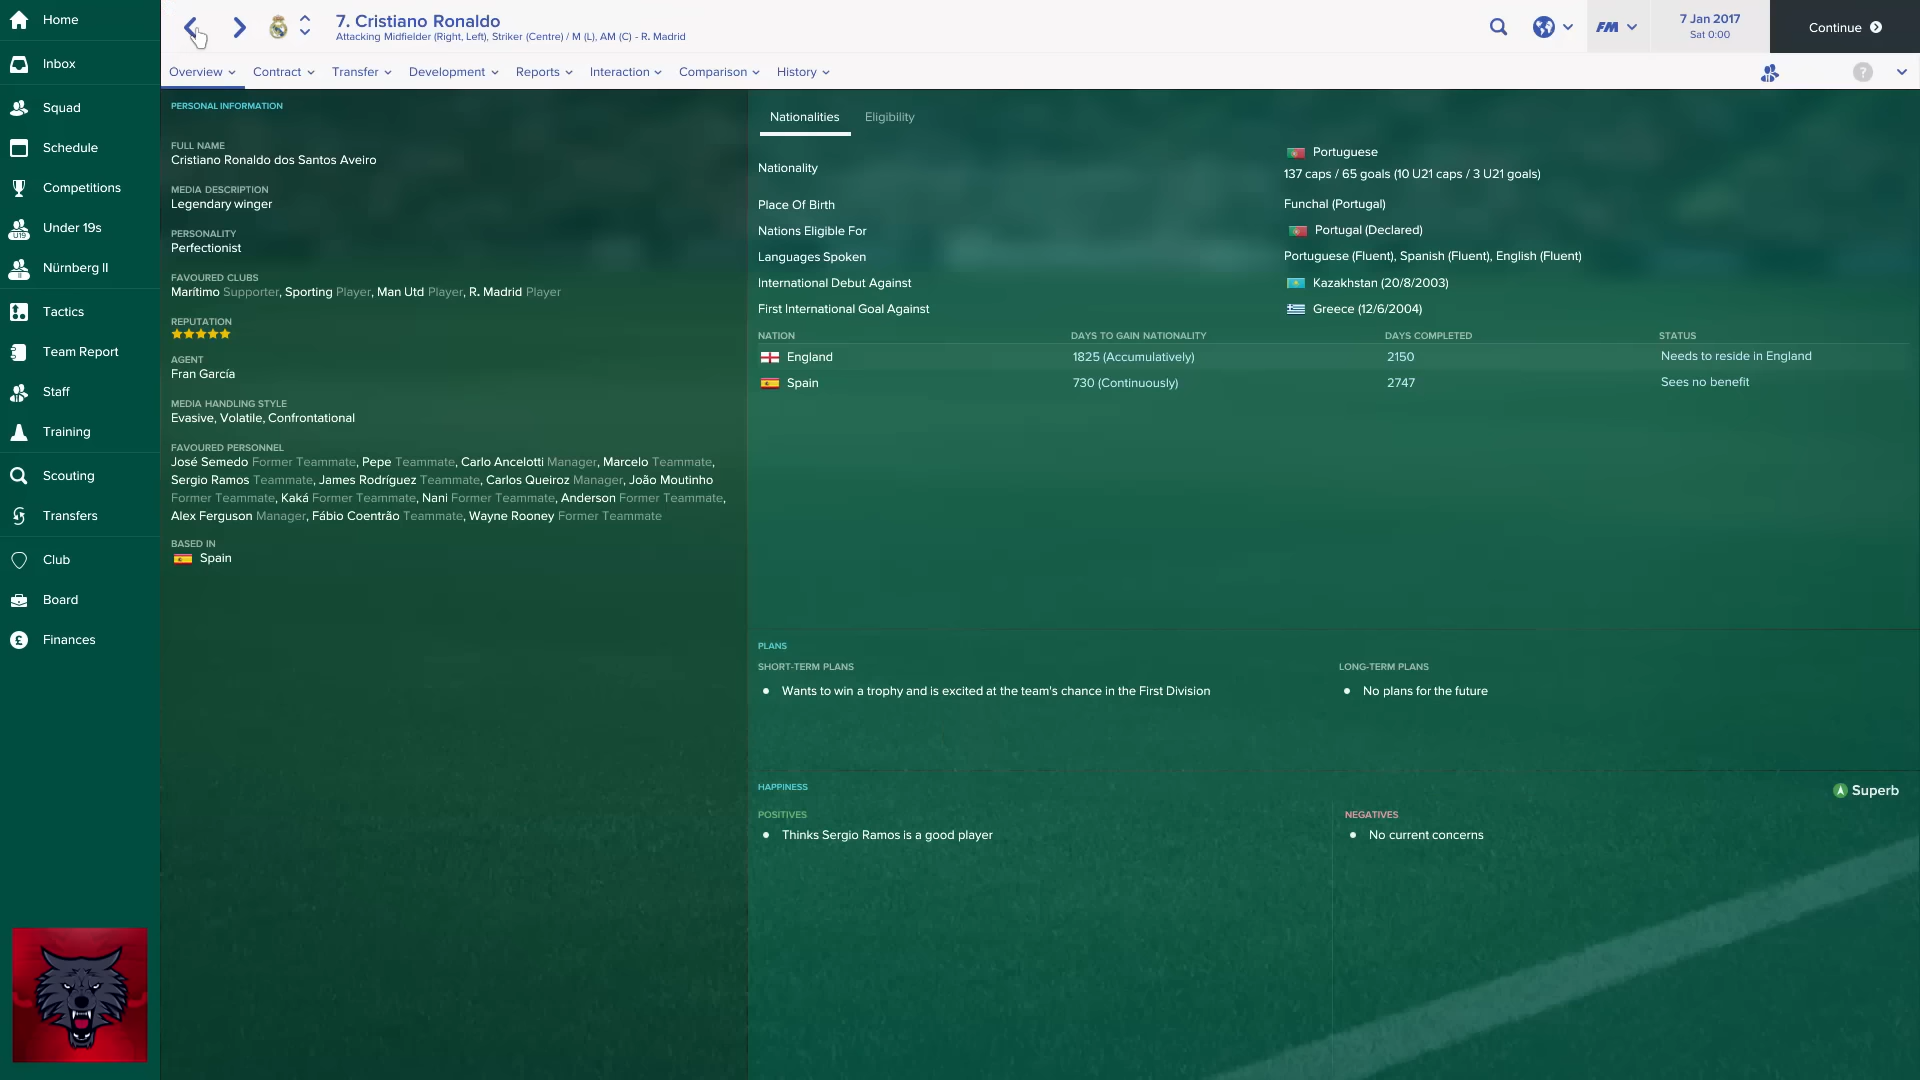 Home
Inbox
Squad
Schedule
Competitions
U19
Under 19s
II
Nürnberg II
Tactics
Team Report
Staff
Training
Scouting
Transfers
Club
Board
£
Finances
7. Cristiano Ronaldo
Attacking Midfielder (Right, Left), Striker (Centre) / M (L), AM (C) - R. Madrid
FM
7 Jan 2017
Sat 0:00
Continue
Overview
Contract
Transfer
Development
Reports
Interaction
Comparison
History
?
PERSONAL INFORMATION
FULL NAME
Cristiano Ronaldo dos Santos Aveiro
MEDIA DESCRIPTION
Legendary winger
PERSONALITY
Perfectionist
FAVOURED CLUBS
Marítimo Supporter, Sporting Player, Man Utd Player, R. Madrid Player
REPUTATION
AGENT
Fran García
MEDIA HANDLING STYLE
Evasive, Volatile, Confrontational
FAVOURED PERSONNEL
José Semedo Former Teammate, Pepe Teammate, Carlo Ancelotti Manager, Marcelo Teammate,
Sergio Ramos Teammate, James Rodríguez Teammate, Carlos Queiroz Manager, João Moutinho
Former Teammate, Kaká Former Teammate, Nani Former Teammate, Anderson Former Teammate,
Alex Ferguson Manager, Fábio Coentrão Teammate, Wayne Rooney Former Teammate
BASED IN
Spain
Nationalities
Eligibility
Nationality
Portuguese
137 caps / 65 goals (10 U21 caps / 3 U21 goals)
Place Of Birth
Funchal (Portugal)
Nations Eligible For
Portugal (Declared)
Languages Spoken
Portuguese (Fluent), Spanish (Fluent), English (Fluent)
International Debut Against
Kazakhstan (20/8/2003)
First International Goal Against
Greece (12/6/2004)
NATION DAYS TO GAIN NATIONALITY DAYS COMPLETED STATUS
England 1825 (Accumulatively) 2150 Needs to reside in England
Spain 730 (Continuously) 2747 Sees no benefit
PLANS
SHORT-TERM PLANS
Wants to win a trophy and is excited at the team's chance in the First Division
LONG-TERM PLANS
No plans for the future
HAPPINESS
Superb
POSITIVES
Thinks Sergio Ramos is a good player
NEGATIVES
No current concerns